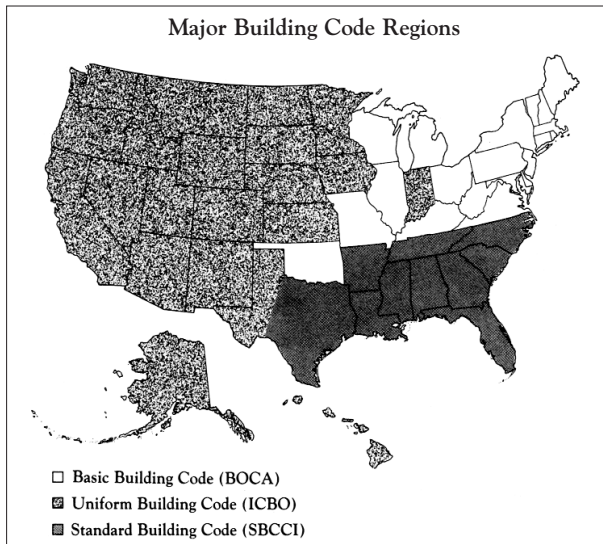 Major Building Code Regions
Basic Building Code (BOCA)
Uniform Building Code (ICBO)
Standard Building Code (SBCCI)